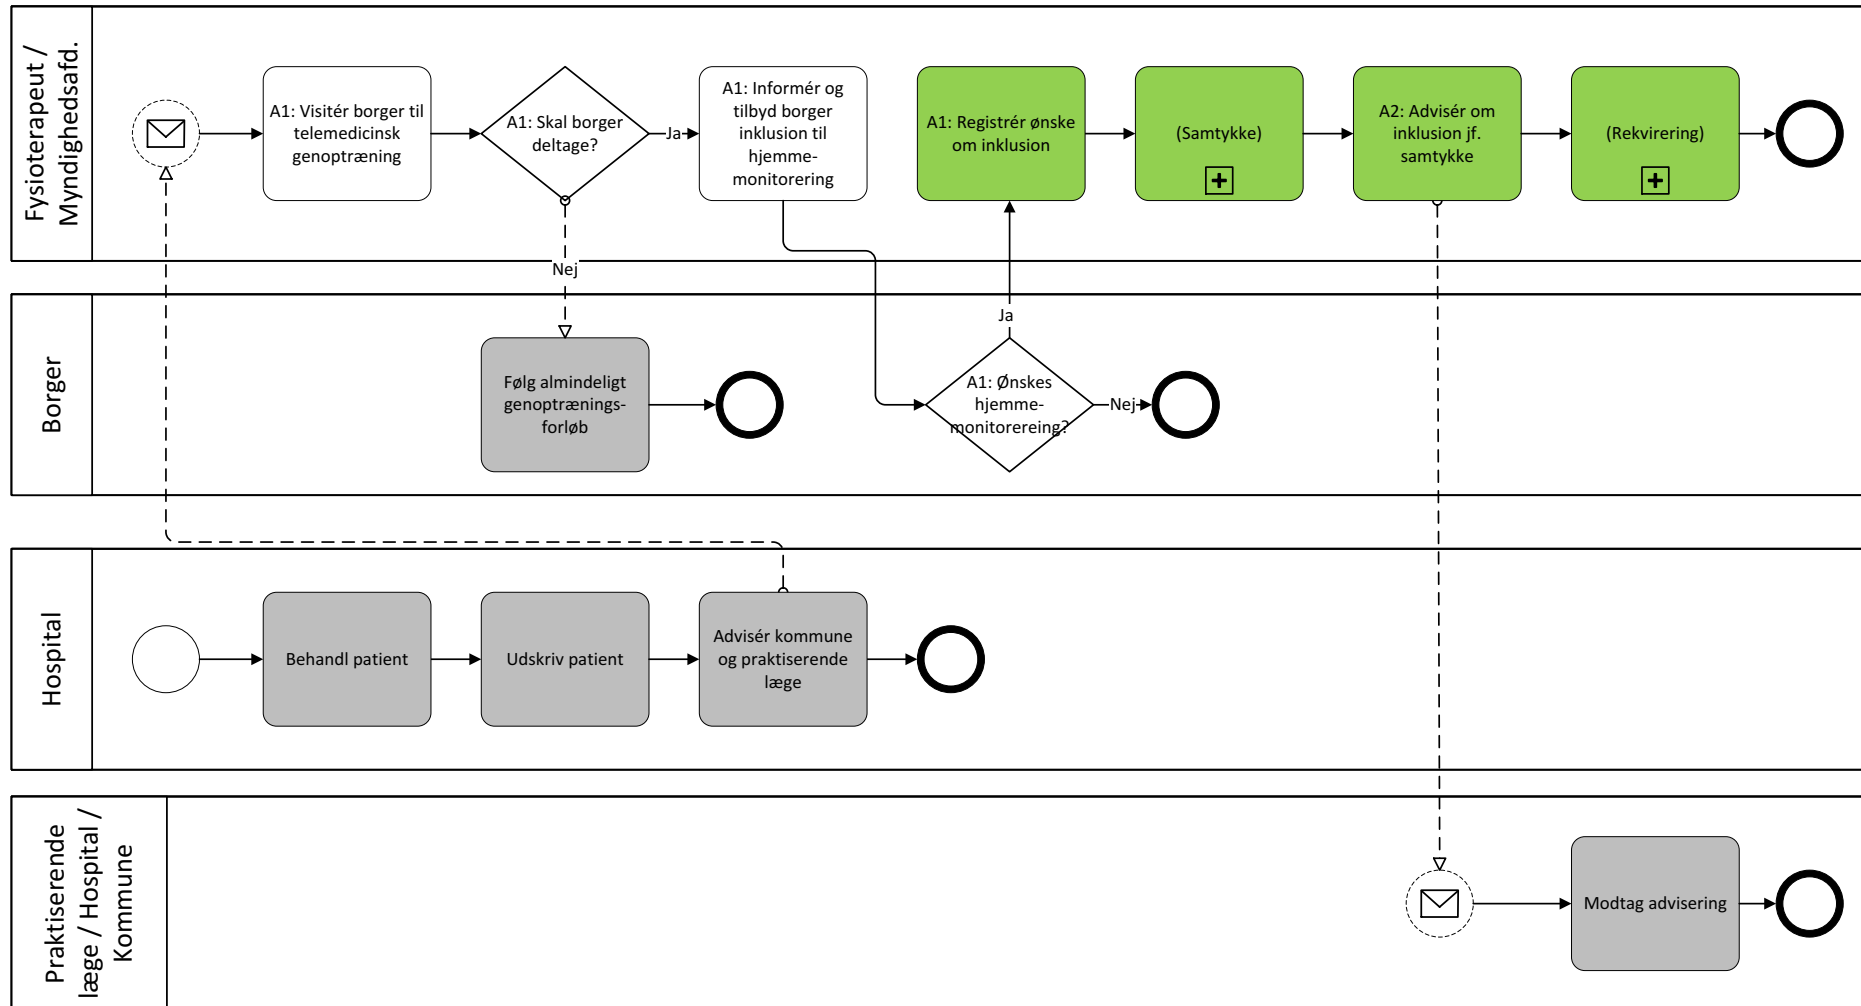 Fysioterapeut /
Myndighedsafd.
A1: Visitér borger til
telemedicinsk
genoptræning
A1: Skal borger
deltage?
Ja
A1: Informér og
tilbyd borger
inklusion til
hjemme-
monitorering
A1: Registrér ønske
om inklusion
(Samtykke)
A2: Advisér om
inklusion jf.
samtykke
(Rekvirering)
Nej
Borger
Følg almindeligt
genoptrænings-
forløb
Ja
A1: Ønskes
hjemme-
monitorereing?
Nej
Hospital
Behandl patient
Udskriv patient
Advisér kommune
og praktiserende
læge
Praktiserende
læge / Hospital /
Kommune
Modtag advisering